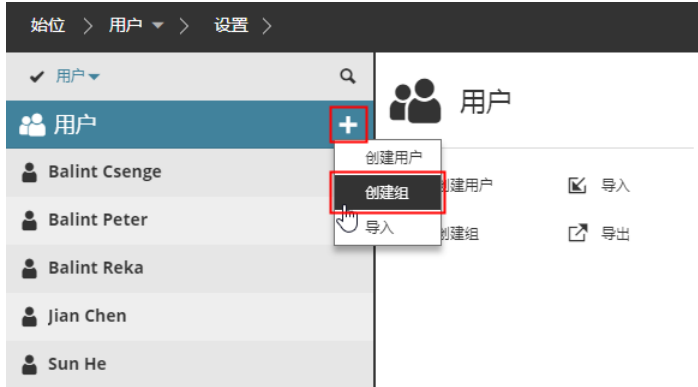 始位 用户 设置
用户
用户
Balint Csenge
Balint Peter
Balint Reka
Jian Chen
Sun He
创建用户
创建组
导入
用户
建用户 导入
建组 导出